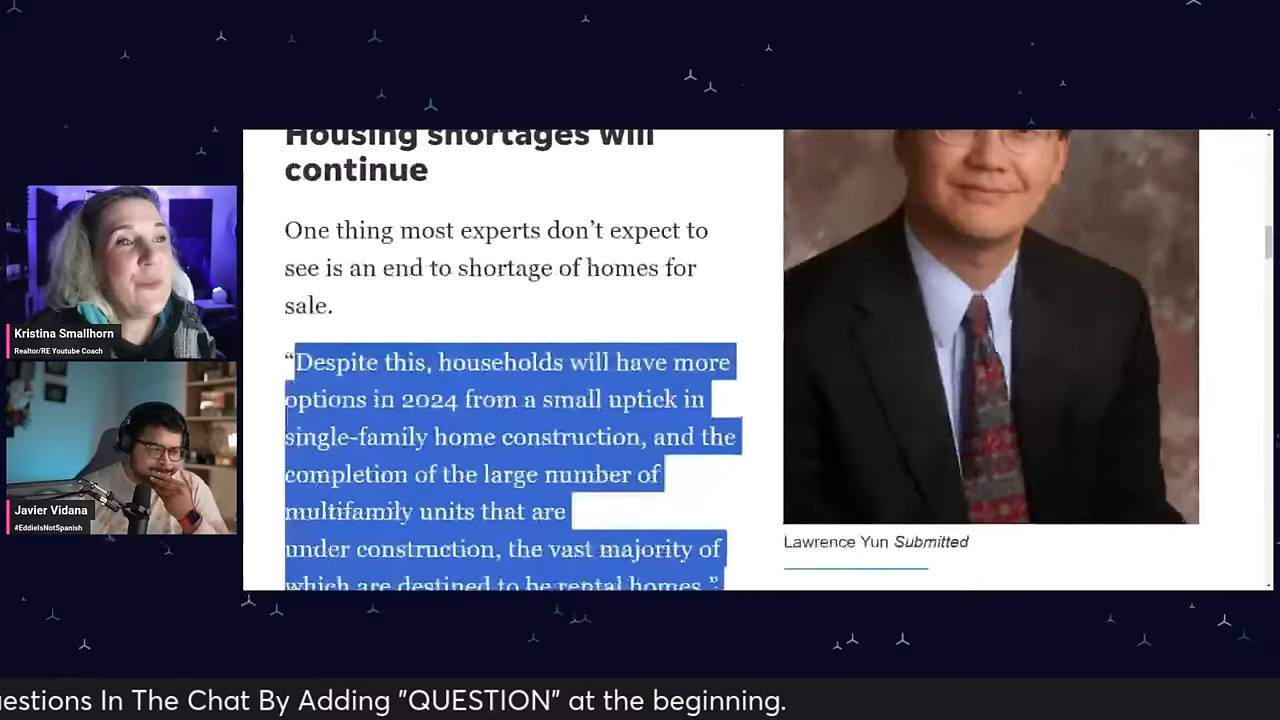 Housing shortages will
continue
One thing most experts don’t expect to
see is an end to shortage of homes for
sale.
“Despite this, households will have more
options in 2024 from a small uptick in
single-family home construction, and the
completion of the large number of
multifamily units that are
under construction, the vast majority of
which are destined to be rental homes.”
Lawrence Yun Submitted
Kristina Smallhorn
Realtor/RE Youtube Coach
Javier Vidana
#EddieIsNotSpanish
In The Chat By Adding "QUESTION" at the beginning.